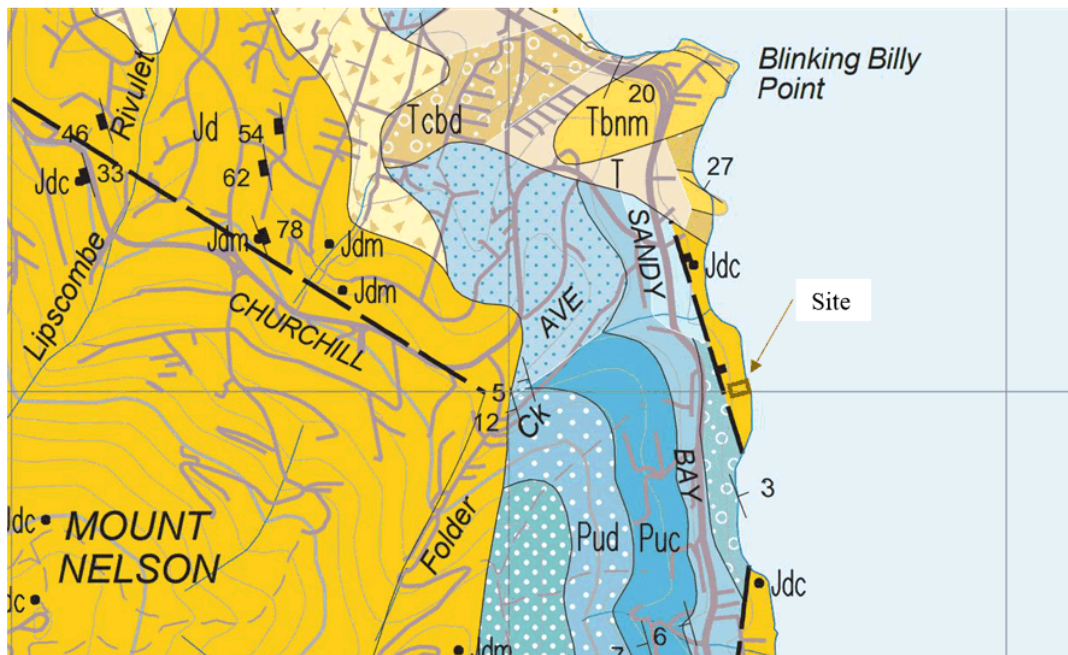 Blinking Billy
Point
20
Tcbd
Tbnm
Rivulet
46
Jd
54
27
33
T
Jdc
62
SANDY
78
Jdm
Jdm
Jdc
Jdm
Site
Lipscombe
CHURCHILL
AVE
5
12
Ck
BAY
3
Jdc
MOUNT
NELSON
Folder
Pud
Puc
Jdc
dc
6
7
Jdm